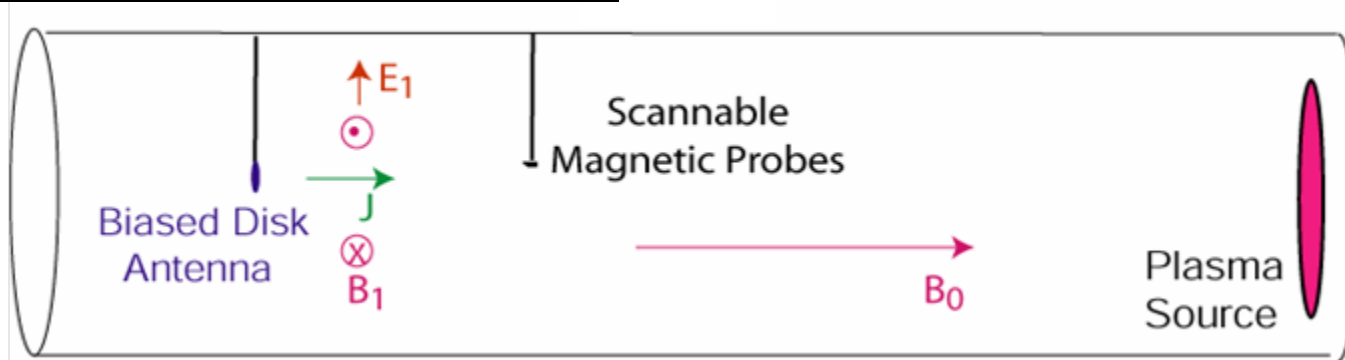 E1
Scannable
Magnetic Probes
J
Biased Disk
Antenna
B1
B0
Plasma
Source